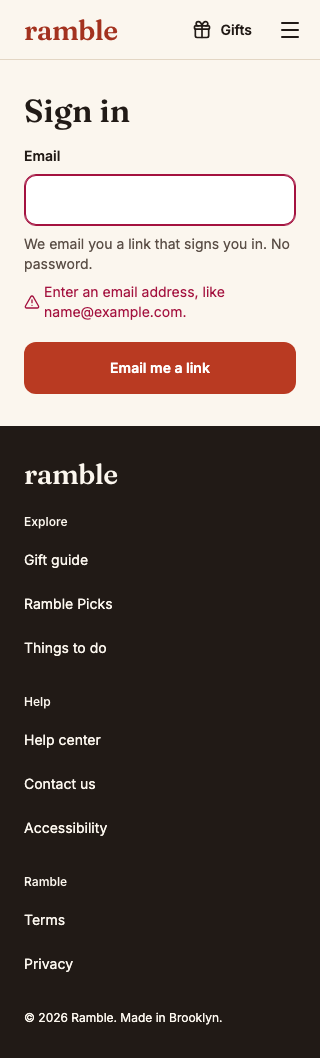 ramble
Gifts
Sign in
Email
We email you a link that signs you in. No
password.
Enter an email address, like
name@example.com.
Email me a link
ramble
Explore
Gift guide
Ramble Picks
Things to do
Help
Help center
Contact us
Accessibility
Ramble
Terms
Privacy
© 2026 Ramble. Made in Brooklyn.